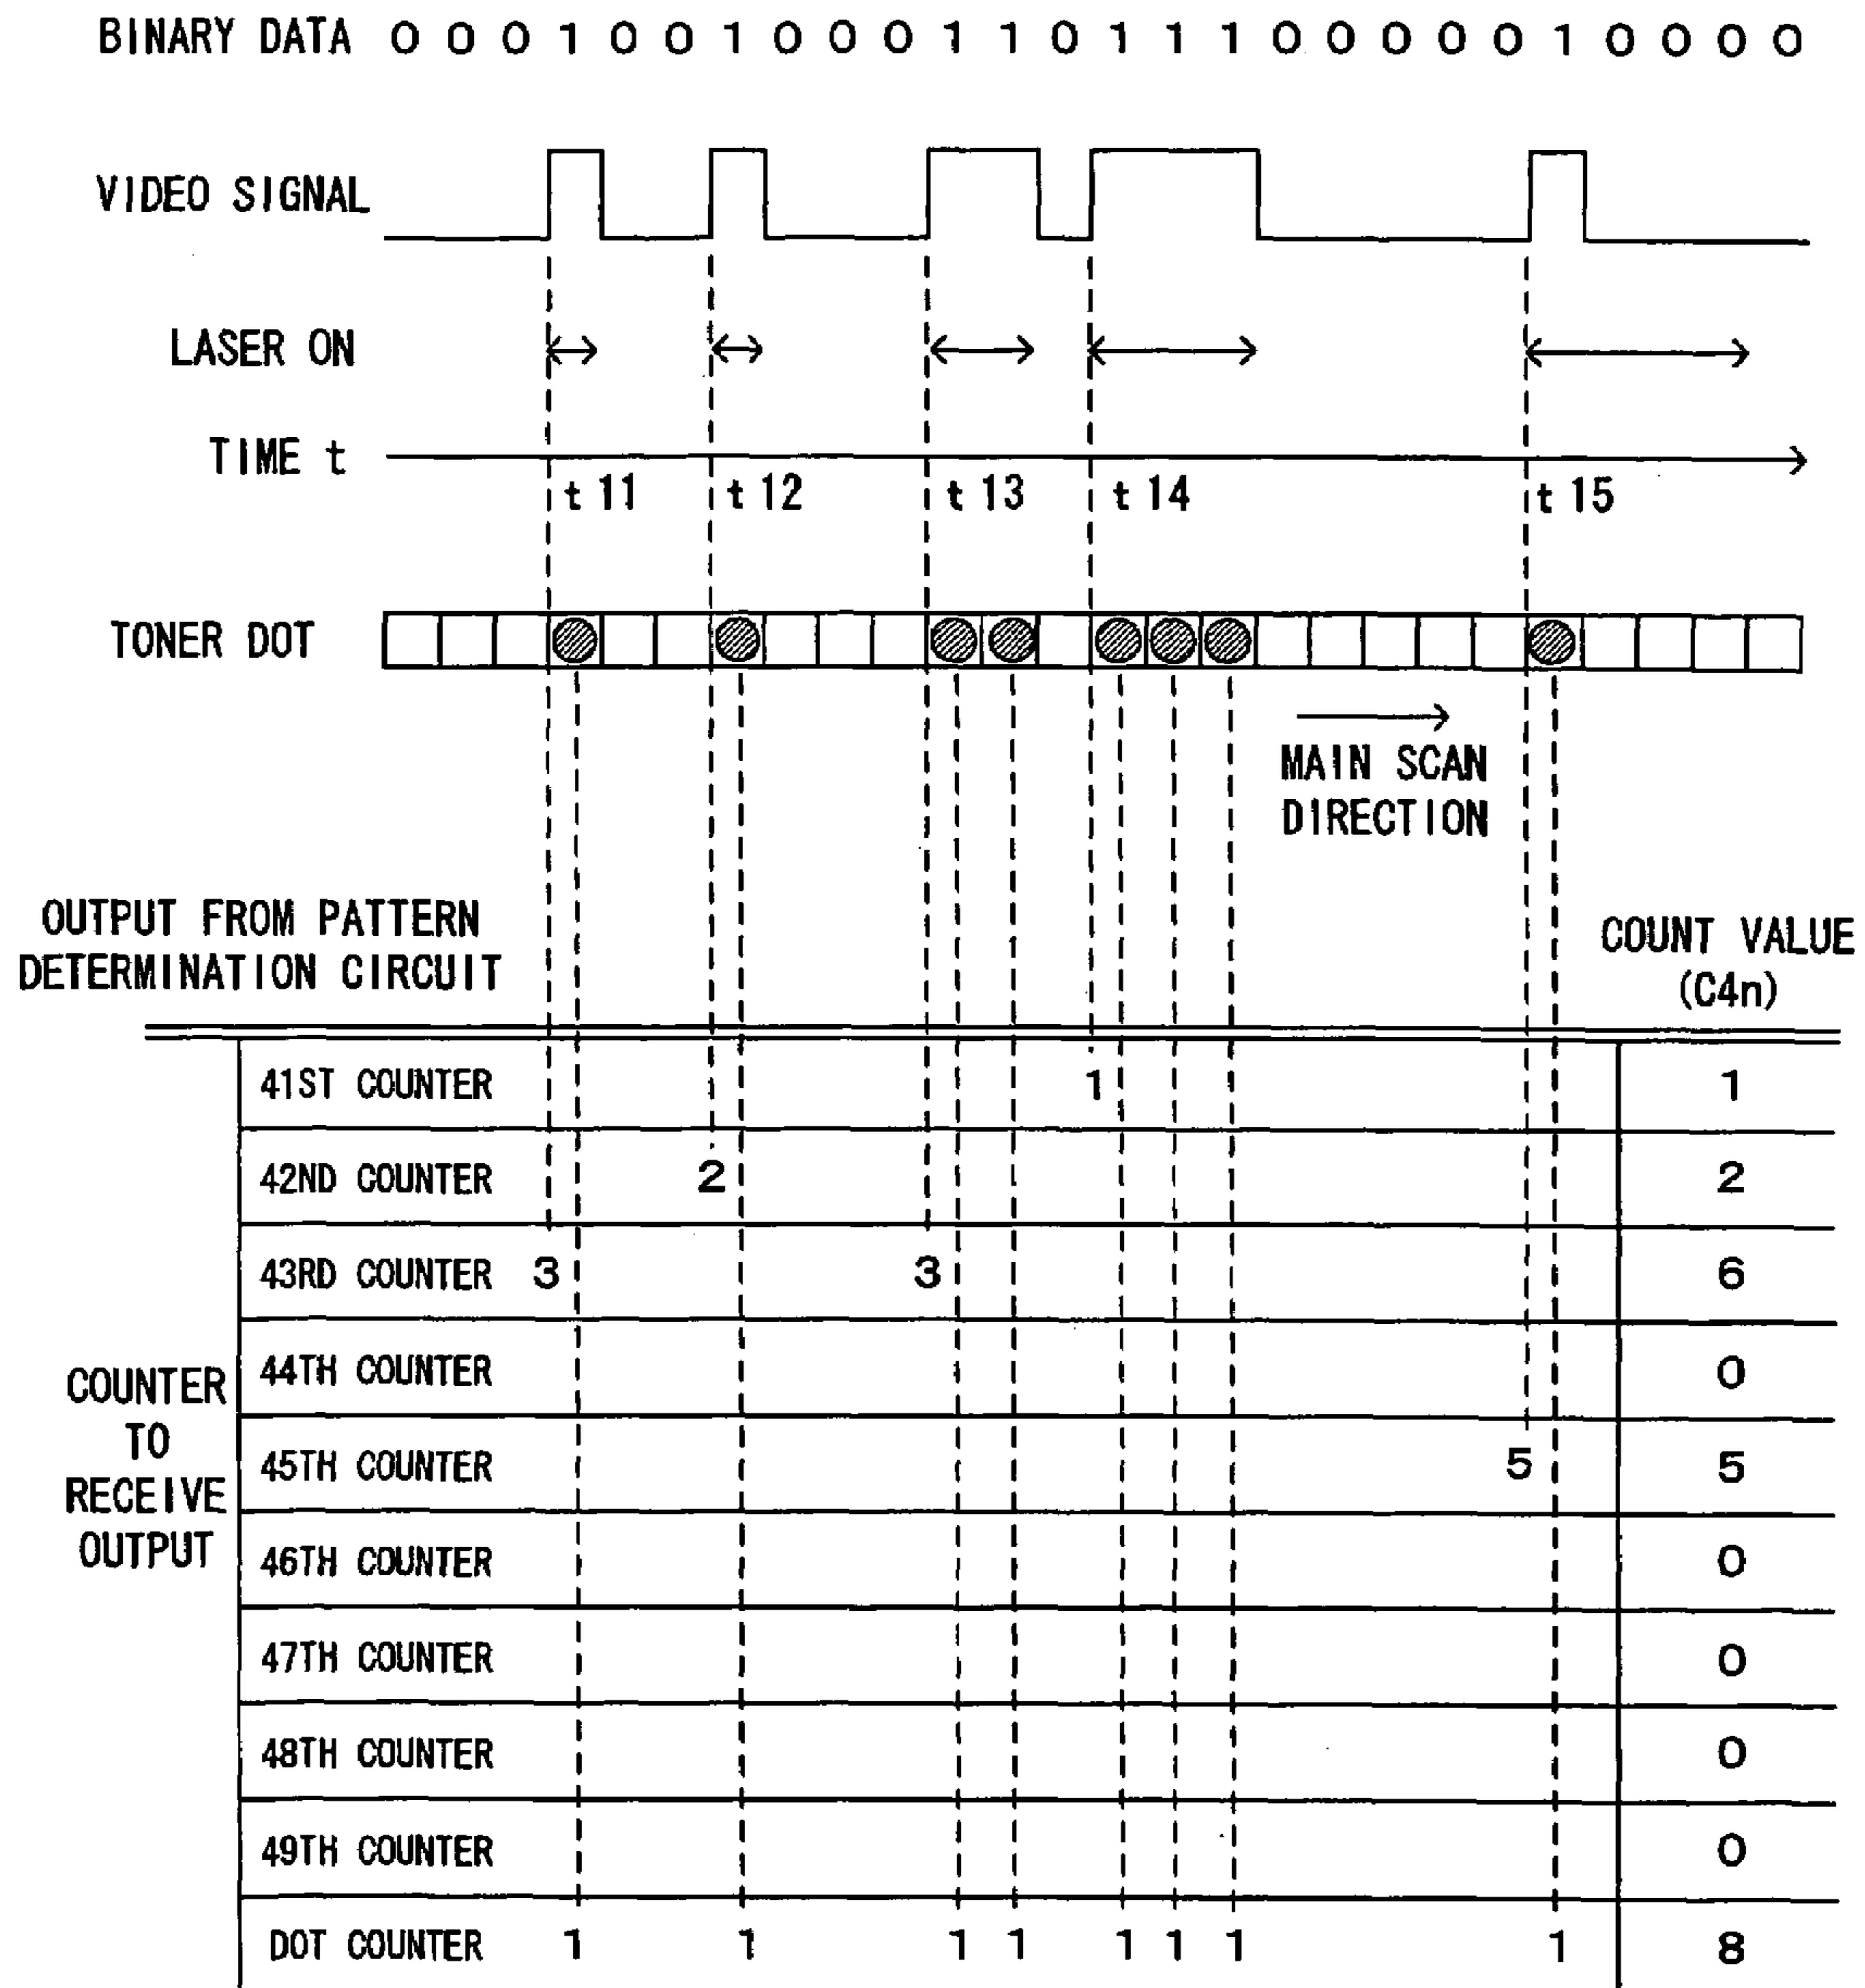 BINARY DATA 0 0 0 1 0 0 1 0 0 0 1 1 0 1 1 1 0 0 0 0 0 1 0 0 0 0
VIDEO SIGNAL
LASER ON
TIME t
t 11 t 12 t 13 t 14 t 15
TONER DOT
MAIN SCAN
DIRECTION
OUTPUT FROM PATTERN
DETERMINATION CIRCUIT
COUNT VALUE
(C4n)
COUNTER
TO
RECEIVE
OUTPUT
41ST COUNTER 1 1
42ND COUNTER 2 2
43RD COUNTER 3 3 6
44TH COUNTER 0
45TH COUNTER 5 5
46TH COUNTER 0
47TH COUNTER 0
48TH COUNTER 0
49TH COUNTER 0
DOT COUNTER 1 1 1 1 1 1 1 1 8